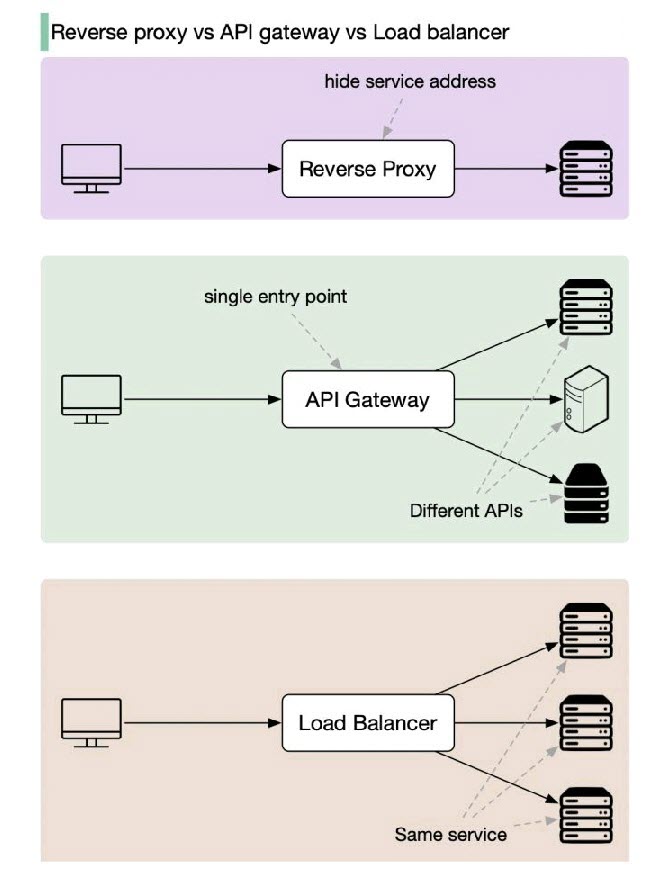 Reverse proxy vs API gateway vs Load balancer
hide service address
Reverse Proxy
single entry point
API Gateway
Different APIs
Load Balancer
Same service